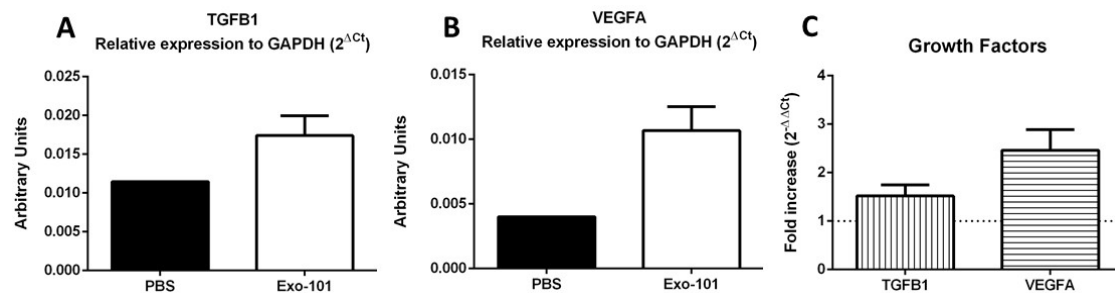 A
TGFB1
Relative expression to GAPDH (2^ΔCt)
Arbitrary Units
0.025
0.020
0.015
0.010
0.005
0.000
PBS
Exo-101
B
VEGFA
Relative expression to GAPDH (2^ΔCt)
Arbitrary Units
0.015
0.010
0.005
0.000
PBS
Exo-101
C
Growth Factors
Fold increase (2^-ΔΔCt)
4
3
2
1
0
TGFB1
VEGFA